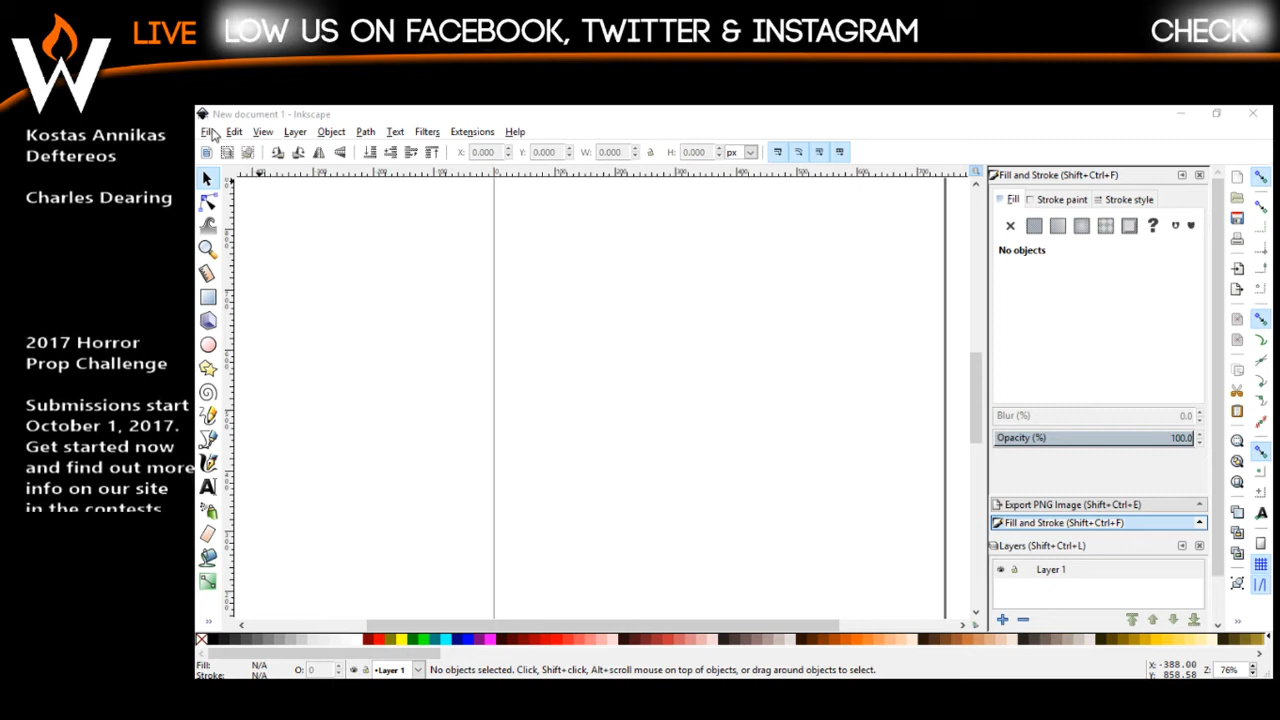 LIVE
LOW US ON FACEBOOK, TWITTER & INSTAGRAM
CHECK
W
Kostas Annikas
Deftereos
Charles Dearing
2017 Horror
Prop Challenge
Submissions start
October 1, 2017.
Get started now
and find out more
info on our site
in the contests
New document 1 - Inkscape
File Edit View Layer Object Path Text Filters Extensions Help
X: 0.000 Y: 0.000 W: 0.000 H: 0.000 px
Fill and Stroke (Shift+Ctrl+F)
Fill Stroke paint Stroke style
No objects
Blur (%) 0.0
Opacity (%) 100.0
Export PNG Image (Shift+Ctrl+E)
Fill and Stroke (Shift+Ctrl+F)
Layers (Shift+Ctrl+L)
Layer 1
Fill: N/A
Stroke: N/A
O: 0
•Layer 1
No objects selected. Click, Shift+click, Alt+scroll mouse on top of objects, or drag around objects to select.
X: -388.00
Y: 858.58
Z: 76%